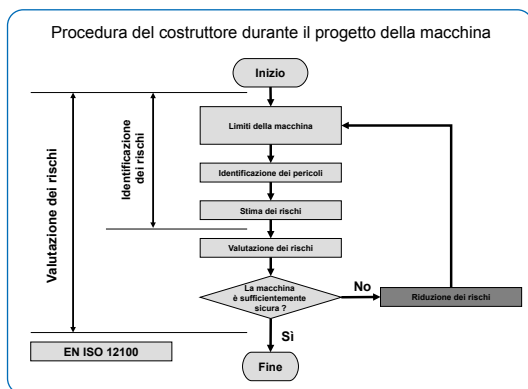 Procedura del costruttore durante il progetto della macchina
Inizio
Limiti della macchina
Identificazione dei pericoli
Stima dei rischi
Valutazione dei rischi
La macchina
è sufficientemente
sicura ?
No
Riduzione dei rischi
Sì
Fine
Identificazione
dei rischi
Valutazione dei rischi
EN ISO 12100